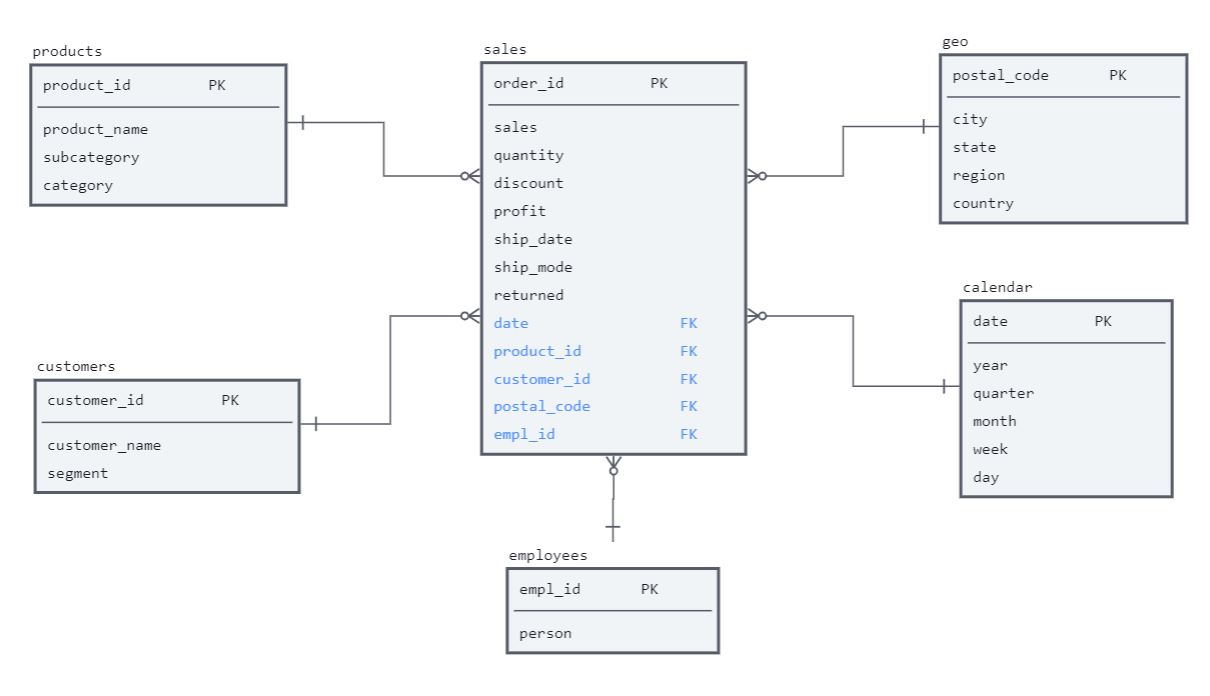 products
product_id PK
product_name
subcategory
category
customers
customer_id PK
customer_name
segment
sales
order_id PK
sales
quantity
discount
profit
ship_date
ship_mode
returned
date FK
product_id FK
customer_id FK
postal_code FK
empl_id FK
employees
empl_id PK
person
geo
postal_code PK
city
state
region
country
calendar
date PK
year
quarter
month
week
day